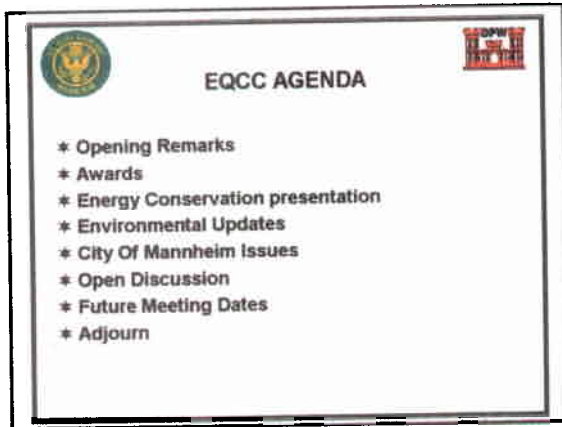 DPW
EQCC AGENDA
* Opening Remarks
* Awards
* Energy Conservation presentation
* Environmental Updates
* City Of Mannheim Issues
* Open Discussion
* Future Meeting Dates
* Adjourn